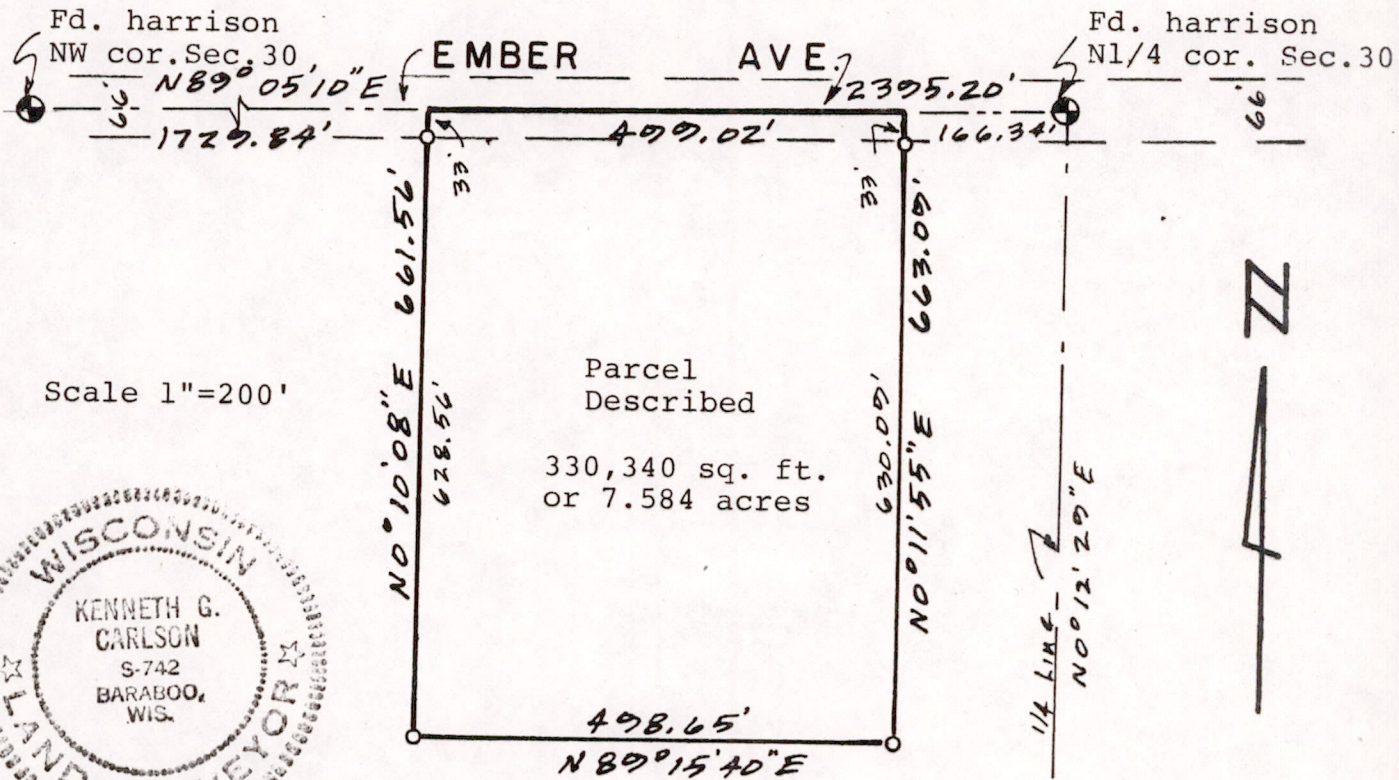 Fd. harrison
NW cor.Sec.30
EMBER AVE.
Fd. harrison
N1/4 cor. Sec.30
N89° 05'10"E
2395.20'
66'
66'
1729.84'
499.02'
166.34'
33'
33'
N0°10'08"E 661.56'
628.56'
663.09'
630.09'
N0°11'55"E
Scale 1"=200'
Parcel
Described
330,340 sq. ft.
or 7.584 acres
N
1/4 Line
N0°12'29"E
498.65'
N89°15'40"E
WISCONSIN
KENNETH G.
CARLSON
S-742
BARABOO,
WIS.
LAND